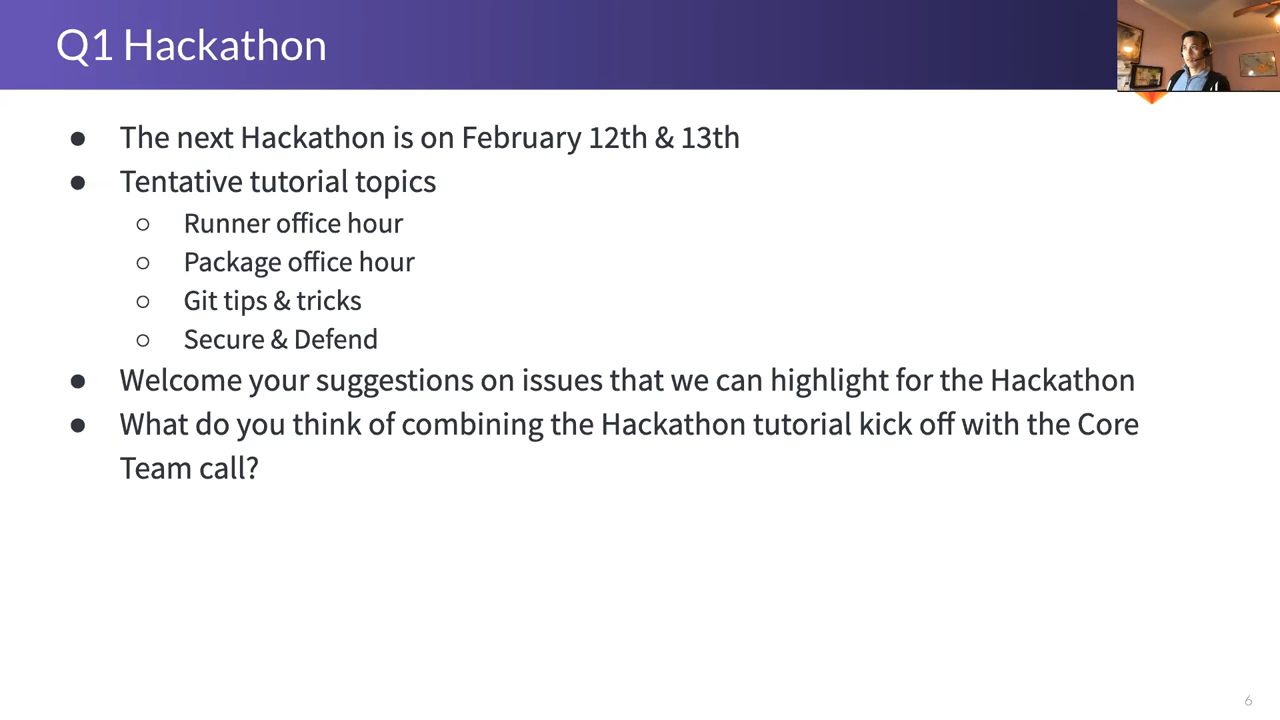 Q1 Hackathon
● The next Hackathon is on February 12th & 13th
● Tentative tutorial topics
○ Runner office hour
○ Package office hour
○ Git tips & tricks
○ Secure & Defend
● Welcome your suggestions on issues that we can highlight for the Hackathon
● What do you think of combining the Hackathon tutorial kick off with the Core
Team call?
6